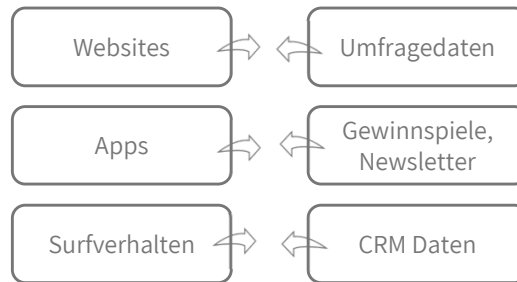 Websites
Umfragedaten
Apps
Gewinnspiele,
Newsletter
Surfverhalten
CRM Daten